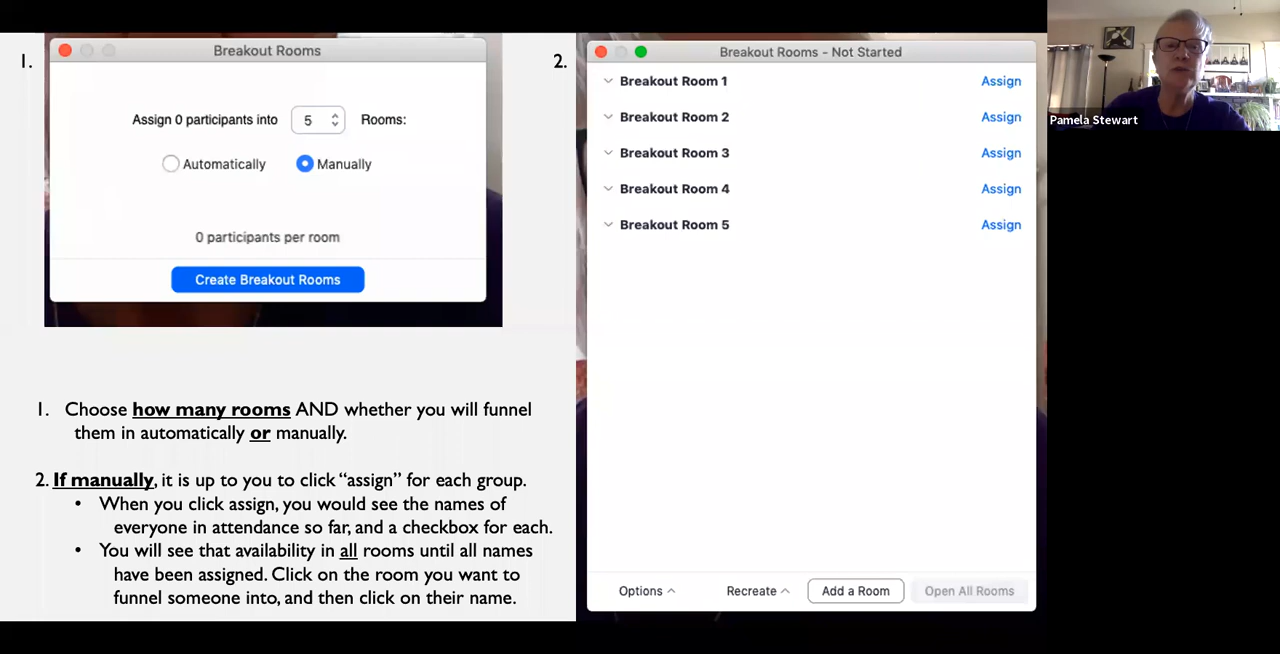 1.
Breakout Rooms
Assign 0 participants into 5 Rooms:
Automatically Manually
0 participants per room
Create Breakout Rooms
1. Choose how many rooms AND whether you will funnel
them in automatically or manually.
2. If manually, it is up to you to click “assign” for each group.
• When you click assign, you would see the names of
everyone in attendance so far, and a checkbox for each.
• You will see that availability in all rooms until all names
have been assigned. Click on the room you want to
funnel someone into, and then click on their name.
2.
Breakout Rooms - Not Started
Breakout Room 1 Assign
Breakout Room 2 Assign
Breakout Room 3 Assign
Breakout Room 4 Assign
Breakout Room 5 Assign
Options Recreate Add a Room Open All Rooms
Pamela Stewart